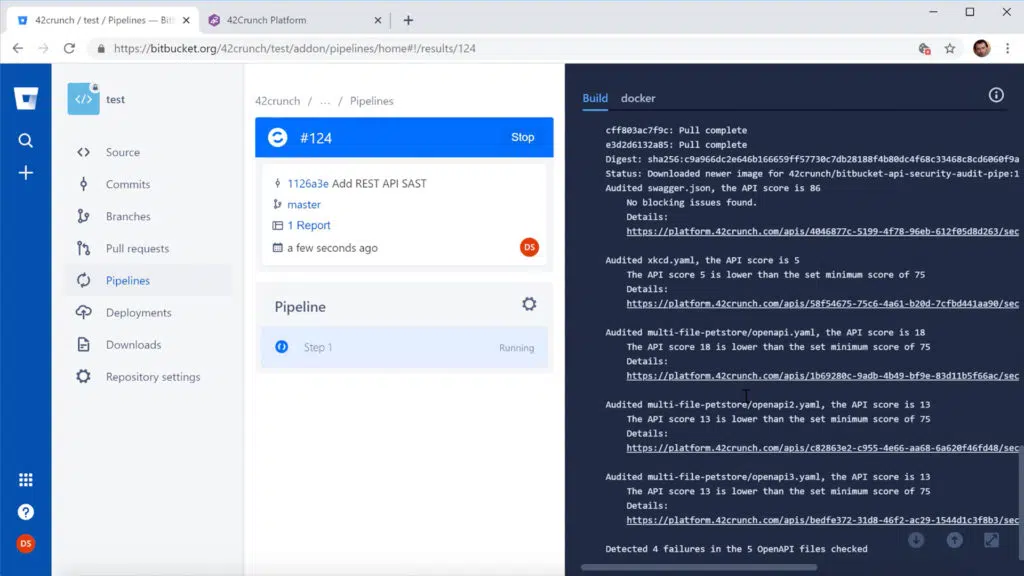 42crunch / test / Pipelines — Bit
42Crunch Platform
https://bitbucket.org/42crunch/test/addon/pipelines/home#!/results/124
test
Source
Commits
Branches
Pull requests
Pipelines
Deployments
Downloads
Repository settings
DS
42crunch / ... / Pipelines
#124
Stop
1126a3e Add REST API SAST
master
1 Report
a few seconds ago
DS
Pipeline
Step 1
Running
Build
docker
cff803ac7f9c: Pull complete
e3d2d6132a85: Pull complete
Digest: sha256:c9a966dc2e646b166659ff57730c7db28188f4b80dc4f68c33468c8cd6060f9a
Status: Downloaded newer image for 42crunch/bitbucket-api-security-audit-pipe:1
Audited swagger.json, the API score is 86
No blocking issues found.
Details:
https://platform.42crunch.com/apis/4046877c-5199-4f78-96eb-612f05d8d263/sec
Audited xkcd.yaml, the API score is 5
The API score 5 is lower than the set minimum score of 75
Details:
https://platform.42crunch.com/apis/58f54675-75c6-4a61-b20d-7cfbd441aa90/sec
Audited multi-file-petstore/openapi.yaml, the API score is 18
The API score 18 is lower than the set minimum score of 75
Details:
https://platform.42crunch.com/apis/1b69280c-9adb-4b49-bf9e-83d11b5f66ac/sec
Audited multi-file-petstore/openapi2.yaml, the API score is 13
The API score 13 is lower than the set minimum score of 75
Details:
https://platform.42crunch.com/apis/c82863e2-c955-4e66-aa68-6a620f46fd48/sec
Audited multi-file-petstore/openapi3.yaml, the API score is 13
The API score 13 is lower than the set minimum score of 75
Details:
https://platform.42crunch.com/apis/bedfe372-31d8-46f2-ac29-1544d1c3f8b3/sec
Detected 4 failures in the 5 OpenAPI files checked